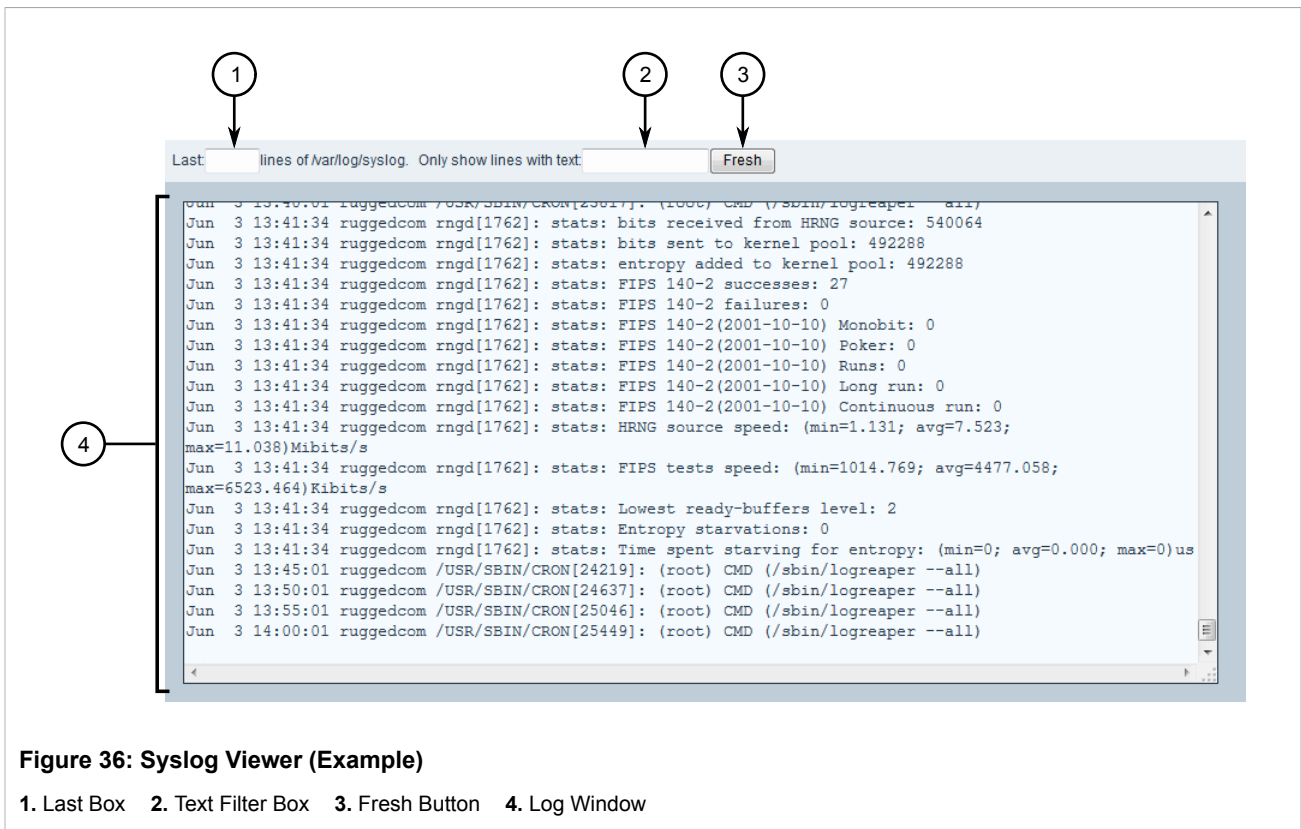 1 2 3
Last: lines of /var/log/syslog. Only show lines with text: Fresh
Jun  3 13:40:01 ruggedcom /USR/SBIN/CRON[23817]: (root) CMD (/sbin/logreaper --all)
Jun  3 13:41:34 ruggedcom rngd[1762]: stats: bits received from HRNG source: 540064
Jun  3 13:41:34 ruggedcom rngd[1762]: stats: bits sent to kernel pool: 492288
Jun  3 13:41:34 ruggedcom rngd[1762]: stats: entropy added to kernel pool: 492288
Jun  3 13:41:34 ruggedcom rngd[1762]: stats: FIPS 140-2 successes: 27
Jun  3 13:41:34 ruggedcom rngd[1762]: stats: FIPS 140-2 failures: 0
Jun  3 13:41:34 ruggedcom rngd[1762]: stats: FIPS 140-2(2001-10-10) Monobit: 0
Jun  3 13:41:34 ruggedcom rngd[1762]: stats: FIPS 140-2(2001-10-10) Poker: 0
Jun  3 13:41:34 ruggedcom rngd[1762]: stats: FIPS 140-2(2001-10-10) Runs: 0
Jun  3 13:41:34 ruggedcom rngd[1762]: stats: FIPS 140-2(2001-10-10) Long run: 0
Jun  3 13:41:34 ruggedcom rngd[1762]: stats: FIPS 140-2(2001-10-10) Continuous run: 0
Jun  3 13:41:34 ruggedcom rngd[1762]: stats: HRNG source speed: (min=1.131; avg=7.523;
max=11.038)Mibits/s
Jun  3 13:41:34 ruggedcom rngd[1762]: stats: FIPS tests speed: (min=1014.769; avg=4477.058;
max=6523.464)Kibits/s
Jun  3 13:41:34 ruggedcom rngd[1762]: stats: Lowest ready-buffers level: 2
Jun  3 13:41:34 ruggedcom rngd[1762]: stats: Entropy starvations: 0
Jun  3 13:41:34 ruggedcom rngd[1762]: stats: Time spent starving for entropy: (min=0; avg=0.000; max=0)us
Jun  3 13:45:01 ruggedcom /USR/SBIN/CRON[24219]: (root) CMD (/sbin/logreaper --all)
Jun  3 13:50:01 ruggedcom /USR/SBIN/CRON[24637]: (root) CMD (/sbin/logreaper --all)
Jun  3 13:55:01 ruggedcom /USR/SBIN/CRON[25046]: (root) CMD (/sbin/logreaper --all)
Jun  3 14:00:01 ruggedcom /USR/SBIN/CRON[25449]: (root) CMD (/sbin/logreaper --all)
4
Figure 36: Syslog Viewer (Example)
1. Last Box 2. Text Filter Box 3. Fresh Button 4. Log Window